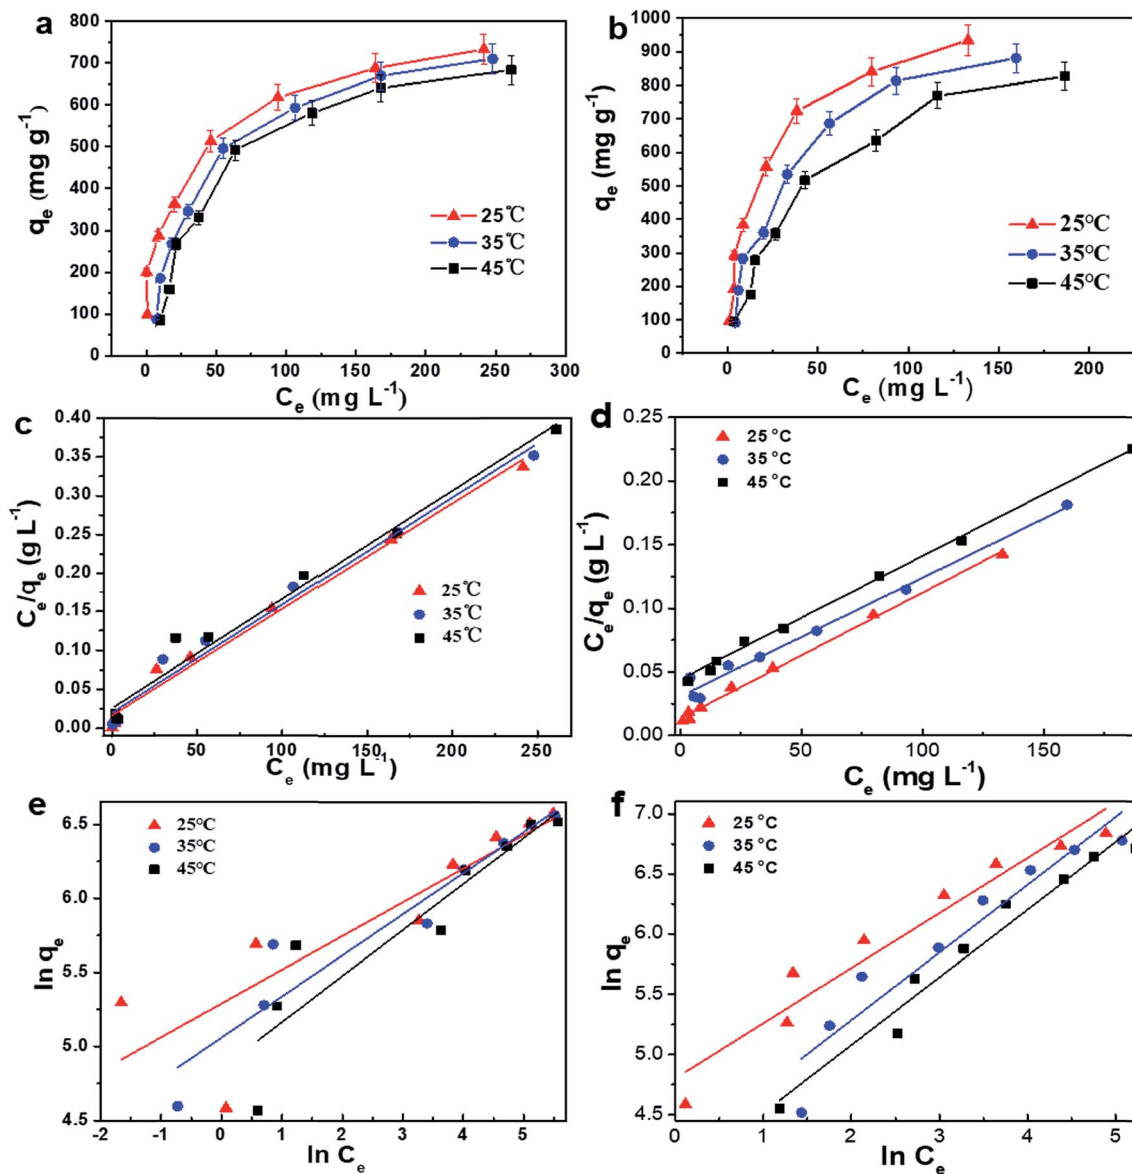 a
800
700
600
500
400
300
200
100
0
qₑ (mg g⁻¹)
25℃
35℃
45℃
0 50 100 150 200 250 300
Cₑ (mg L⁻¹)
b
1000
900
800
700
600
500
400
300
200
100
0
qₑ (mg g⁻¹)
25°C
35°C
45°C
0 50 100 150 200
Cₑ (mg L⁻¹)
c
0.40
0.35
0.30
0.25
0.20
0.15
0.10
0.05
0.00
Cₑ/qₑ (g L⁻¹)
25℃
35℃
45℃
0 50 100 150 200 250
Cₑ (mg L⁻¹)
d
0.25
0.20
0.15
0.10
0.05
0.00
Cₑ/qₑ (g L⁻¹)
25 °C
35 °C
45 °C
0 50 100 150
Cₑ (mg L⁻¹)
e
6.5
6.0
5.5
5.0
4.5
ln qₑ
25°C
35°C
45°C
-2 -1 0 1 2 3 4 5
ln Cₑ
f
7.0
6.5
6.0
5.5
5.0
4.5
ln qₑ
25 °C
35 °C
45 °C
0 1 2 3 4 5
ln Cₑ